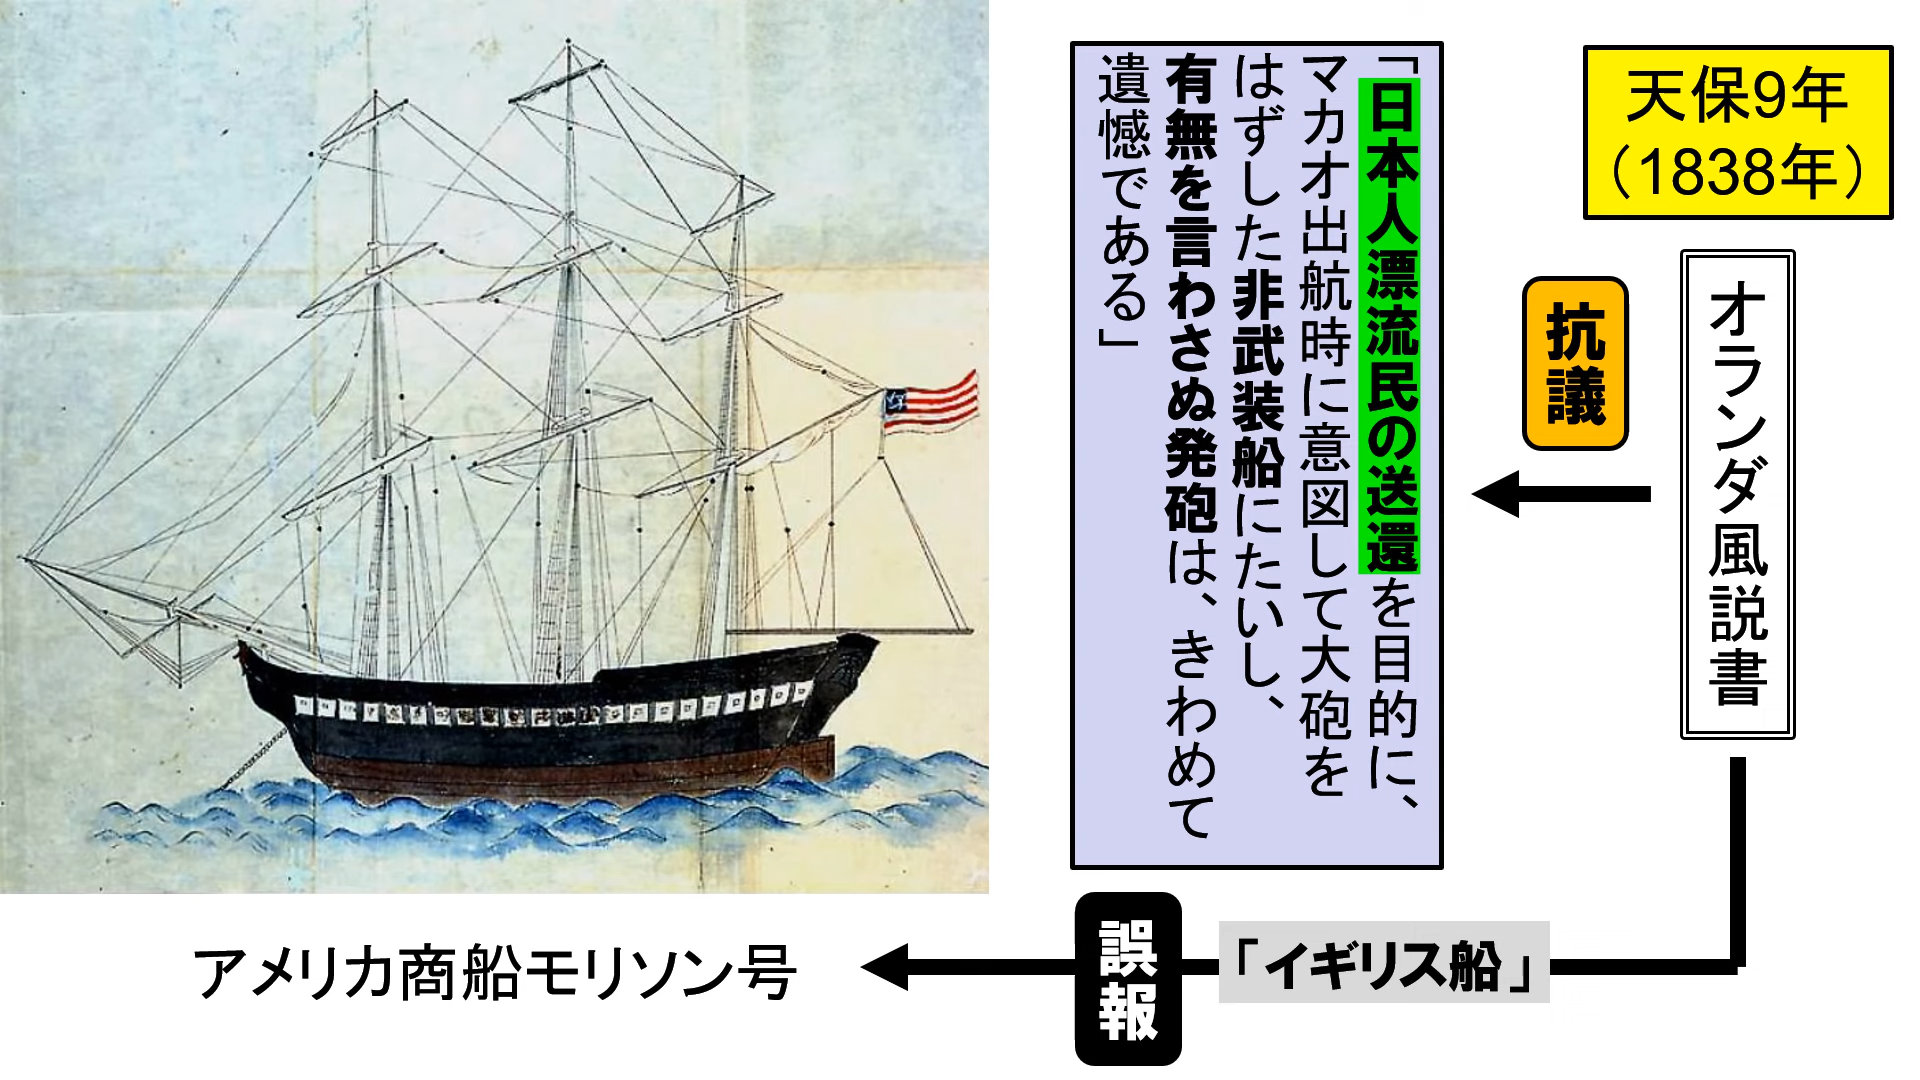 天保9年
（1838年）
オランダ風説書
抗議
「日本人漂流民の送還を目的に、
マカオ出航時に意図して大砲を
はずした非武装船にたいし、
有無を言わさぬ発砲は、きわめて
遺憾である」
「イギリス船」
誤報
アメリカ商船モリソン号